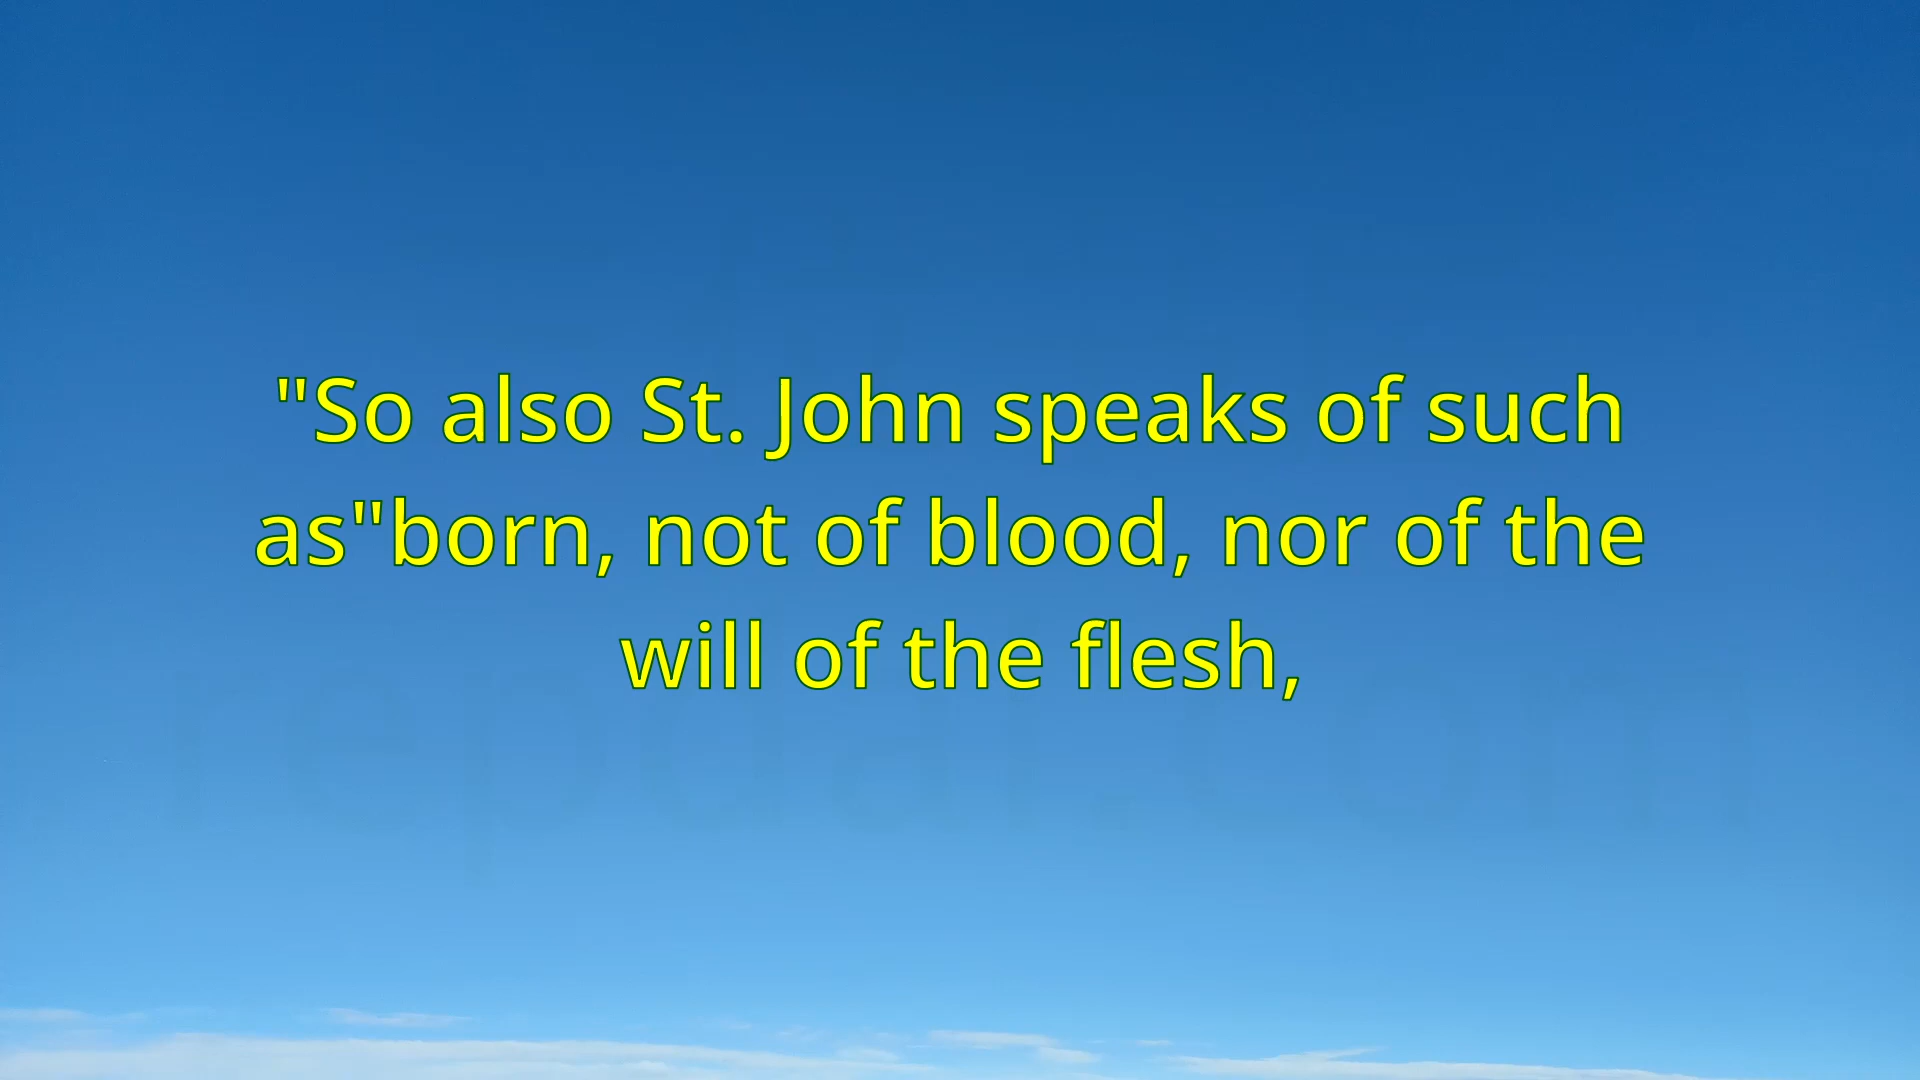 "So also St. John speaks of such
as"born, not of blood, nor of the
will of the flesh,